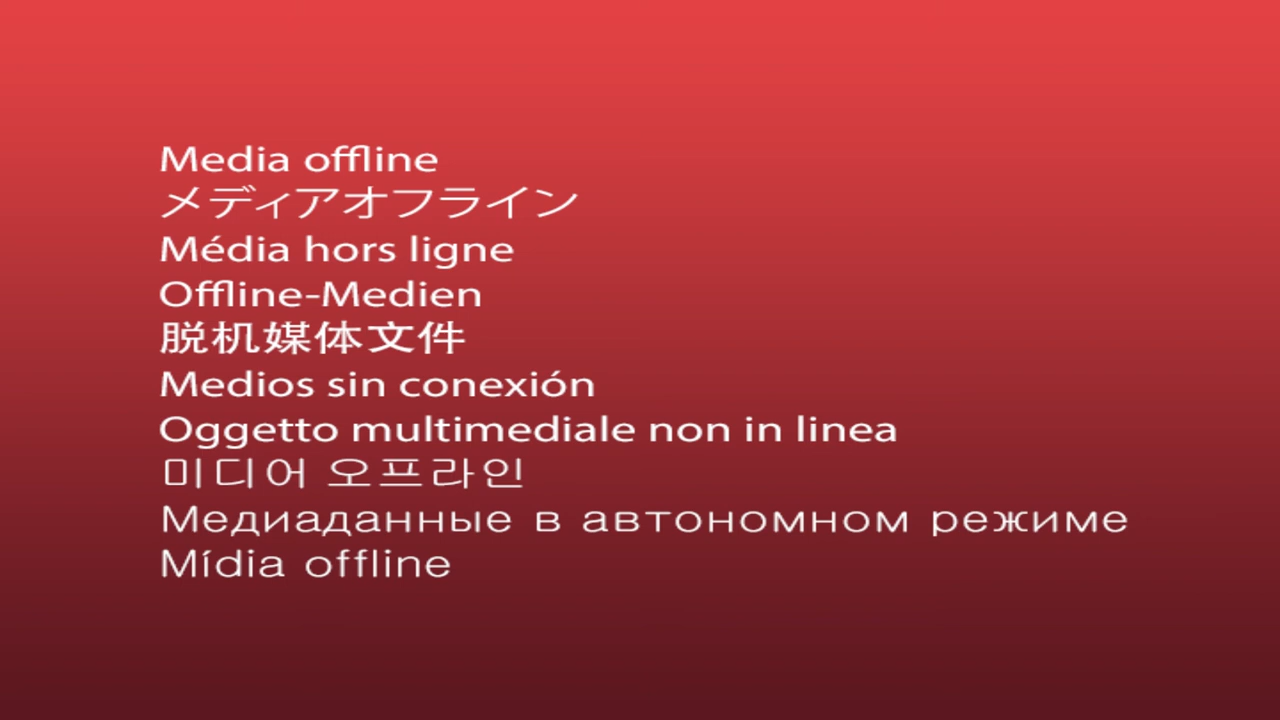 Media offline
メディアオフライン
Média hors ligne
Offline-Medien
脱机媒体文件
Medios sin conexión
Oggetto multimediale non in linea
미디어 오프라인
Медиаданные в автономном режиме
Mídia offline